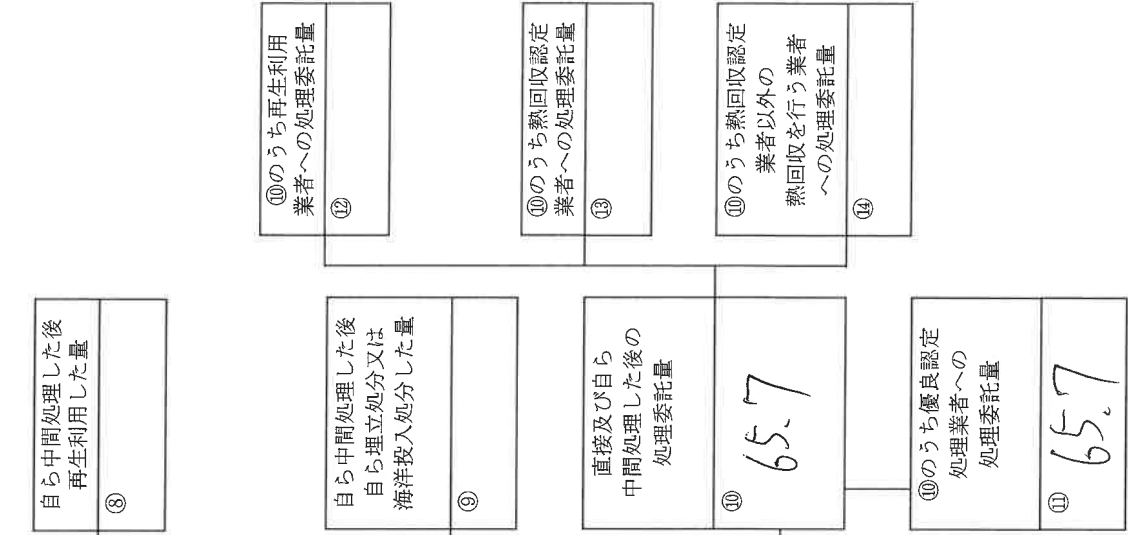 自ら中間処理した後
再生利用した量
⑧
自ら中間処理した後
自ら埋立処分又は
海洋投入処分した量
⑨
直接及び自ら
中間処理した後の
処理委託量
⑩
65.7
⑩のうち優良認定
処理業者への
処理委託量
⑪
65.7
⑩のうち再生利用
業者への処理委託量
⑫
⑩のうち熱回収認定
業者への処理委託量
⑬
⑩のうち熱回収認定
業者以外の
熱回収を行う業者
への処理委託量
⑭